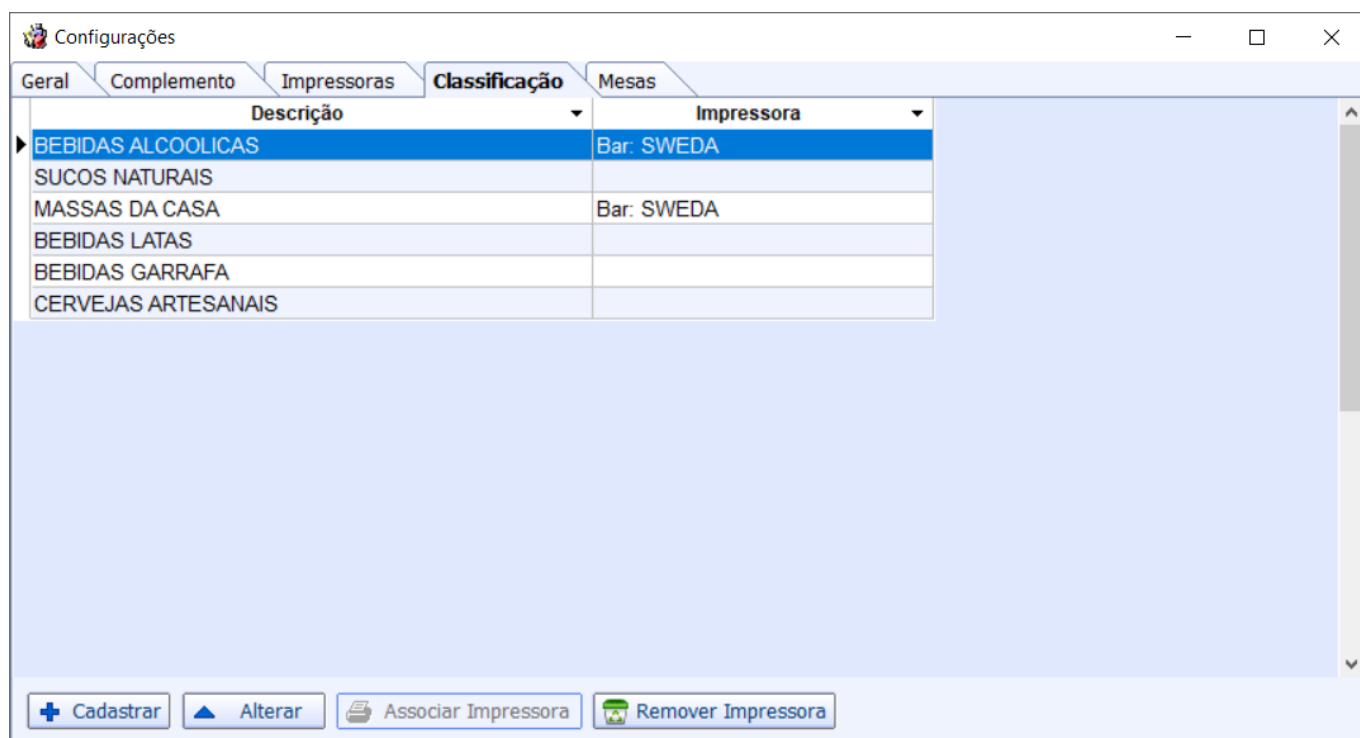 Configurações
Geral Complemento Impressoras Classificação Mesas
Descrição Impressora
BEBIDAS ALCOOLICAS Bar: SWEDA
SUCOS NATURAIS
MASSAS DA CASA Bar: SWEDA
BEBIDAS LATAS
BEBIDAS GARRAFA
CERVEJAS ARTESANAIS
Cadastrar Alterar Associar Impressora Remover Impressora